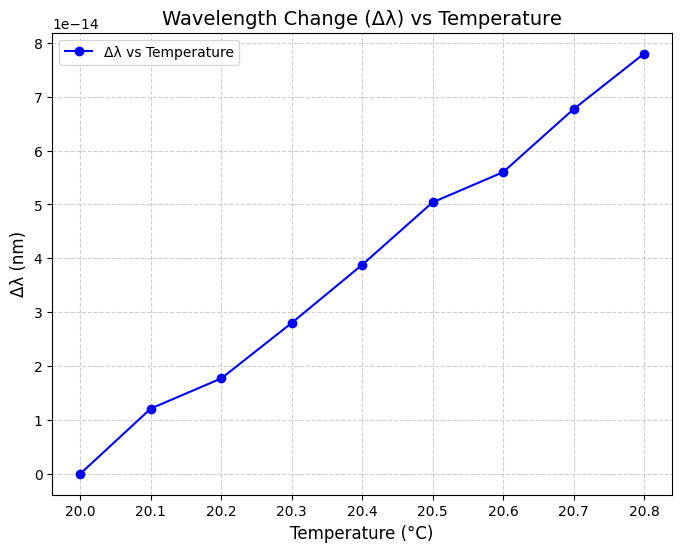 Wavelength Change (Δλ) vs Temperature
1e−14
Δλ vs Temperature
8
7
6
5
4
3
2
1
0
Δλ (nm)
20.0 20.1 20.2 20.3 20.4 20.5 20.6 20.7 20.8
Temperature (°C)